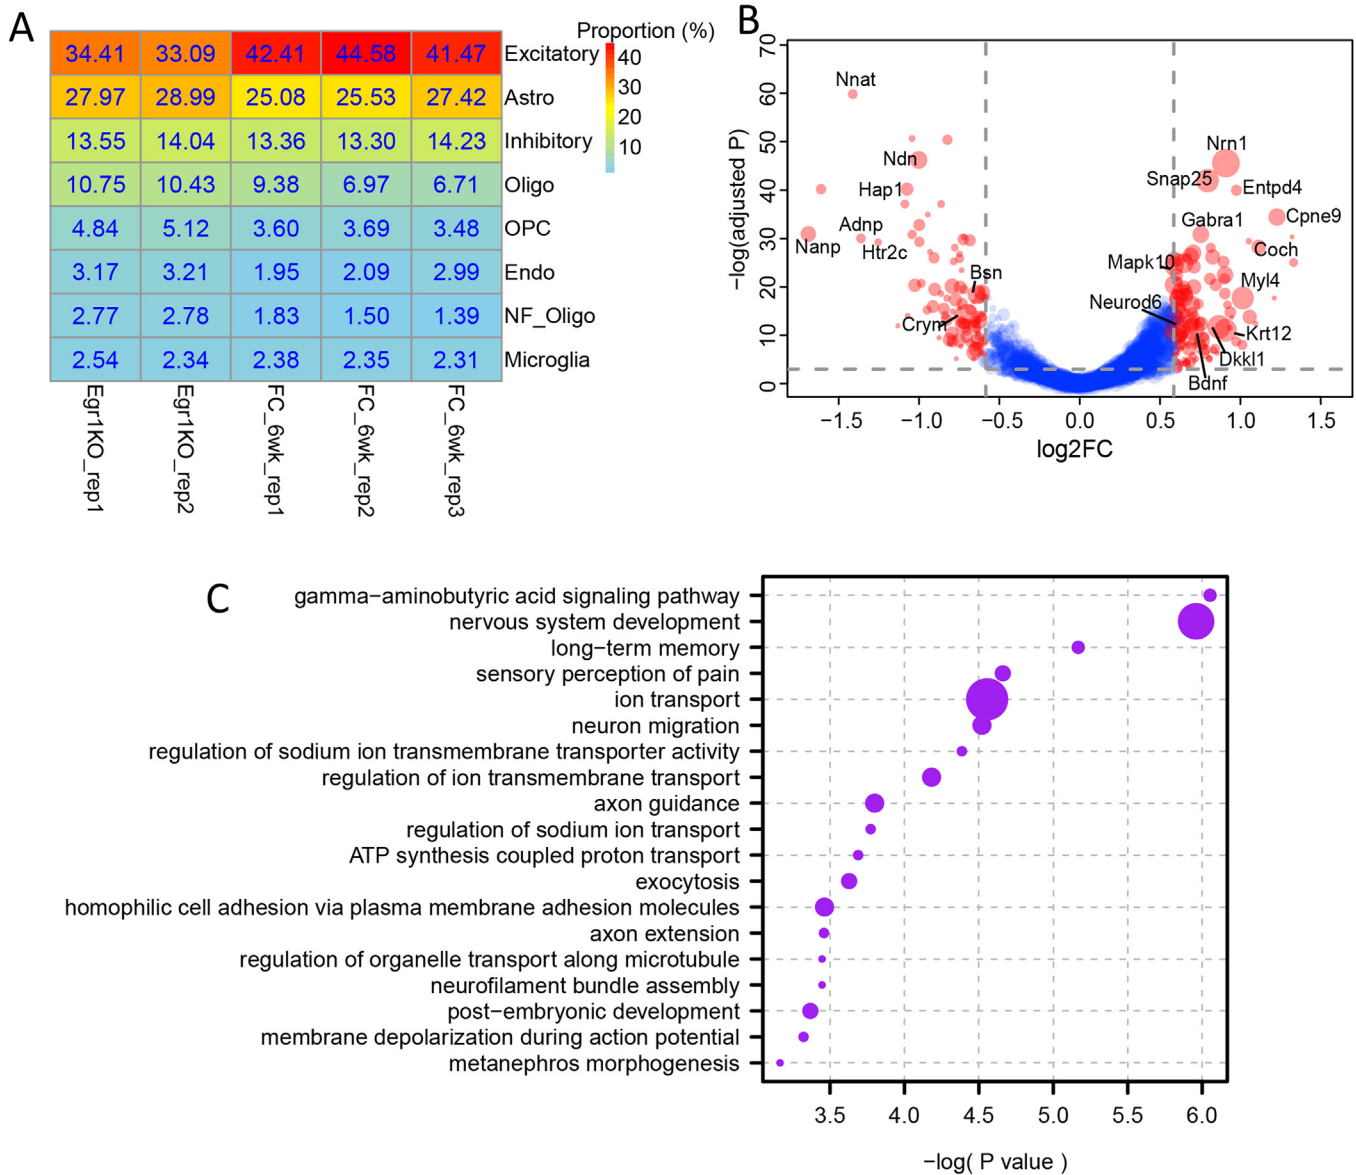 A
Proportion (%)
34.41 33.09 42.41 44.58 41.47 Excitatory
27.97 28.99 25.08 25.53 27.42 Astro
13.55 14.04 13.36 13.30 14.23 Inhibitory
10.75 10.43 9.38 6.97 6.71 Oligo
4.84 5.12 3.60 3.69 3.48 OPC
3.17 3.21 1.95 2.09 2.99 Endo
2.77 2.78 1.83 1.50 1.39 NF_Oligo
2.54 2.34 2.38 2.35 2.31 Microglia
40
30
20
10
Egr1KO_rep1
Egr1KO_rep2
FC_6wk_rep1
FC_6wk_rep2
FC_6wk_rep3
B
−log(adjusted P)
70
60
50
40
30
20
10
0
Nnat
Ndn
Hap1
Adnp
Nanp
Htr2c
Bsn
Crym
Nrn1
Snap25
Entpd4
Gabra1
Cpne9
Coch
Mapk10
Myl4
Neurod6
Krt12
Dkkl1
Bdnf
−1.5 −1.0 −0.5 0.0 0.5 1.0 1.5
log2FC
C
gamma−aminobutyric acid signaling pathway
nervous system development
long−term memory
sensory perception of pain
ion transport
neuron migration
regulation of sodium ion transmembrane transporter activity
regulation of ion transmembrane transport
axon guidance
regulation of sodium ion transport
ATP synthesis coupled proton transport
exocytosis
homophilic cell adhesion via plasma membrane adhesion molecules
axon extension
regulation of organelle transport along microtubule
neurofilament bundle assembly
post−embryonic development
membrane depolarization during action potential
metanephros morphogenesis
3.5 4.0 4.5 5.0 5.5 6.0
−log( P value )